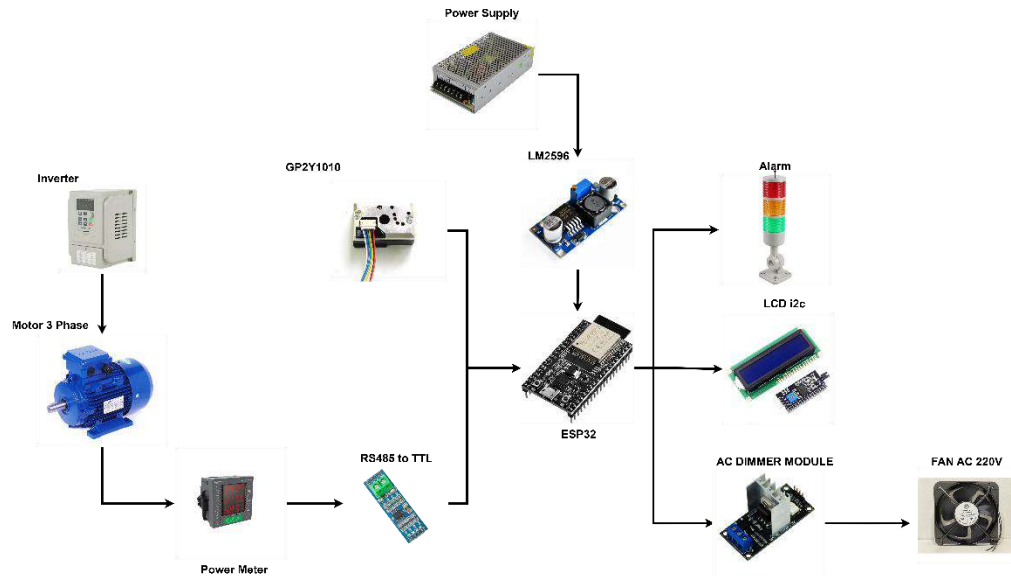 Power Supply
LM2596
GP2Y1010
Alarm
Inverter
LCD i2c
Motor 3 Phase
ESP32
RS485 to TTL
AC DIMMER MODULE
FAN AC 220V
Power Meter